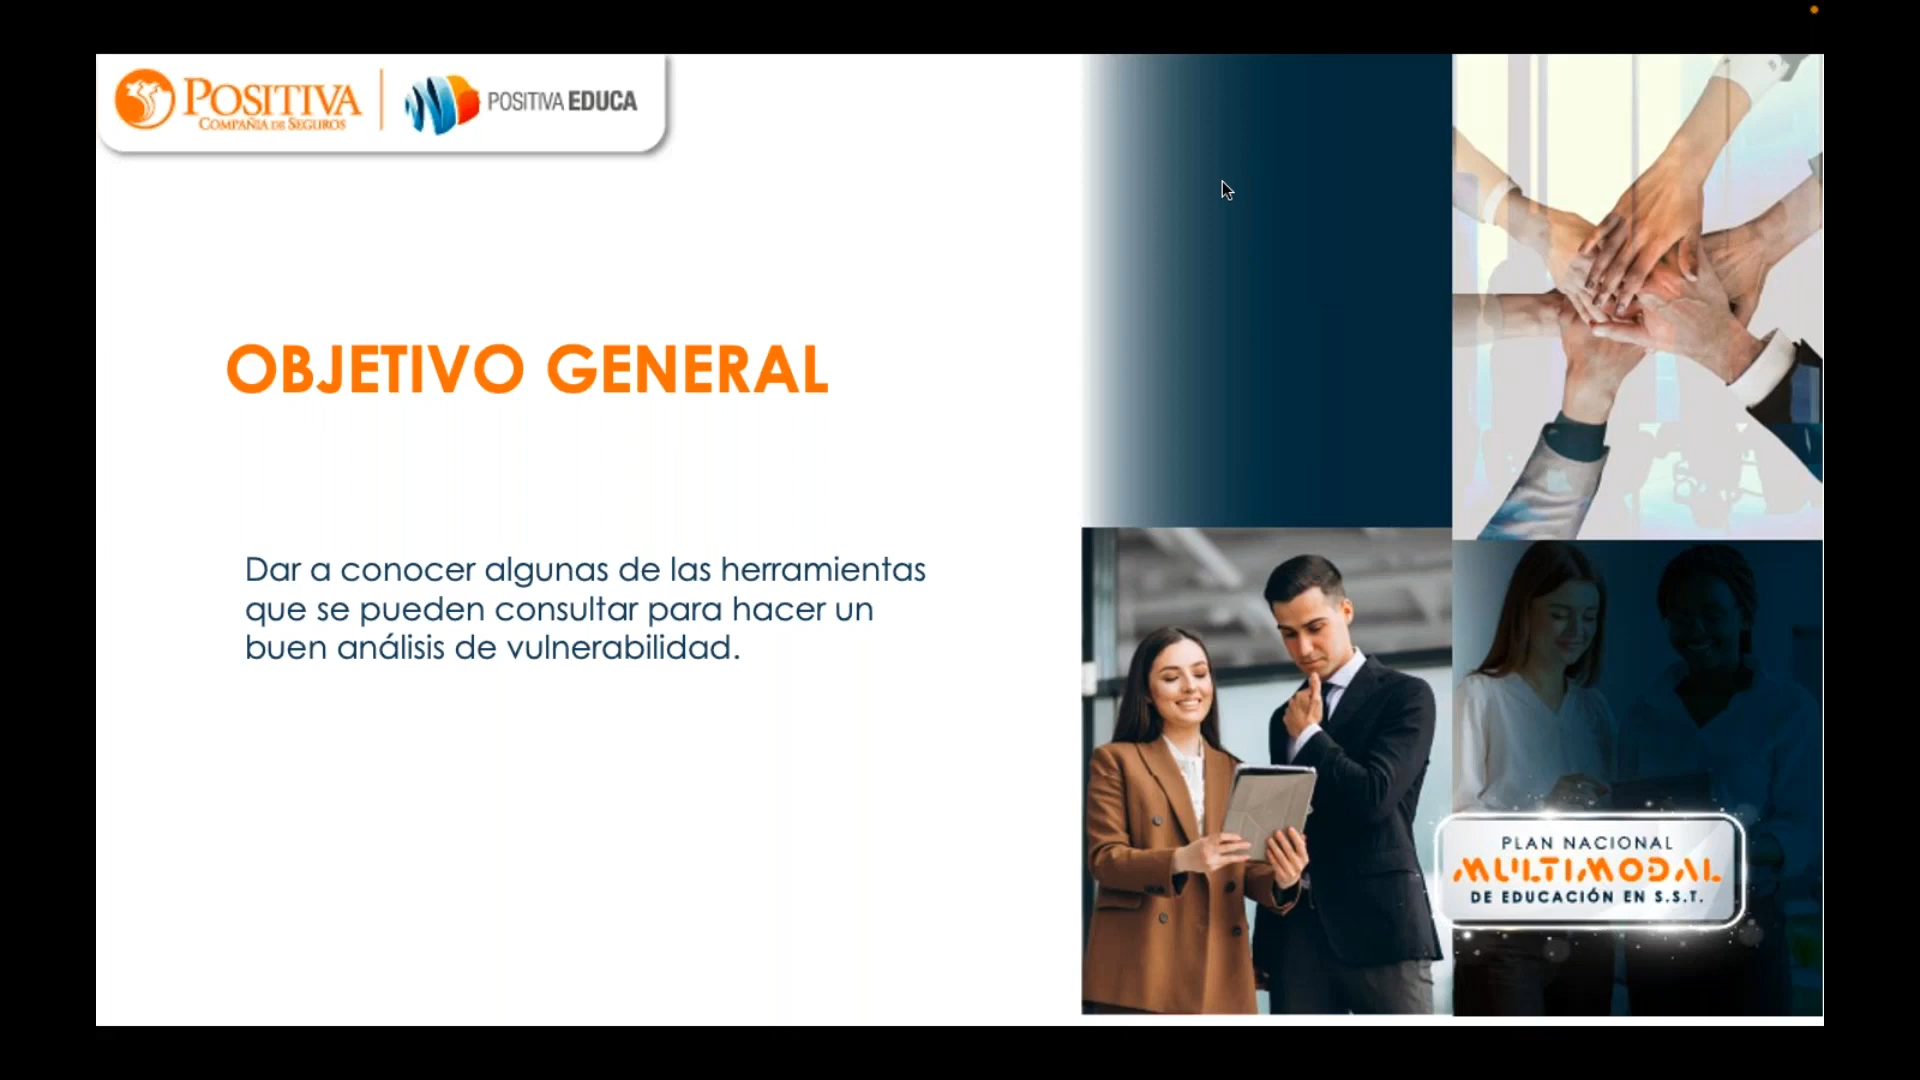 POSITIVA
COMPAÑIA DE SEGUROS
POSITIVA EDUCA
OBJETIVO GENERAL
Dar a conocer algunas de las herramientas
que se pueden consultar para hacer un
buen análisis de vulnerabilidad.
PLAN NACIONAL
MULTIMODAL
DE EDUCACIÓN EN S.S.T.